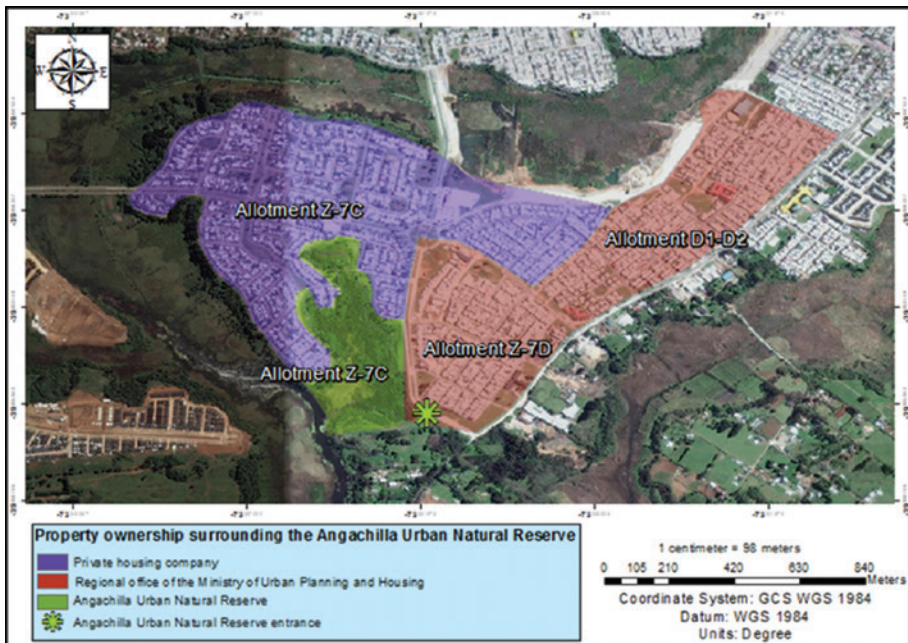 N
W E
S
Allotment Z-7C
Allotment D1-D2
Allotment Z-7D
Allotment Z-7C
Property ownership surrounding the Angachilla Urban Natural Reserve
Private housing company
Regional office of the Ministry of Urban Planning and Housing
Angachilla Urban Natural Reserve
Angachilla Urban Natural Reserve entrance
1 centimeter = 98 meters
0 105 210 420 630 840
Meters
Coordinate System: GCS WGS 1984
Datum: WGS 1984
Units: Degree